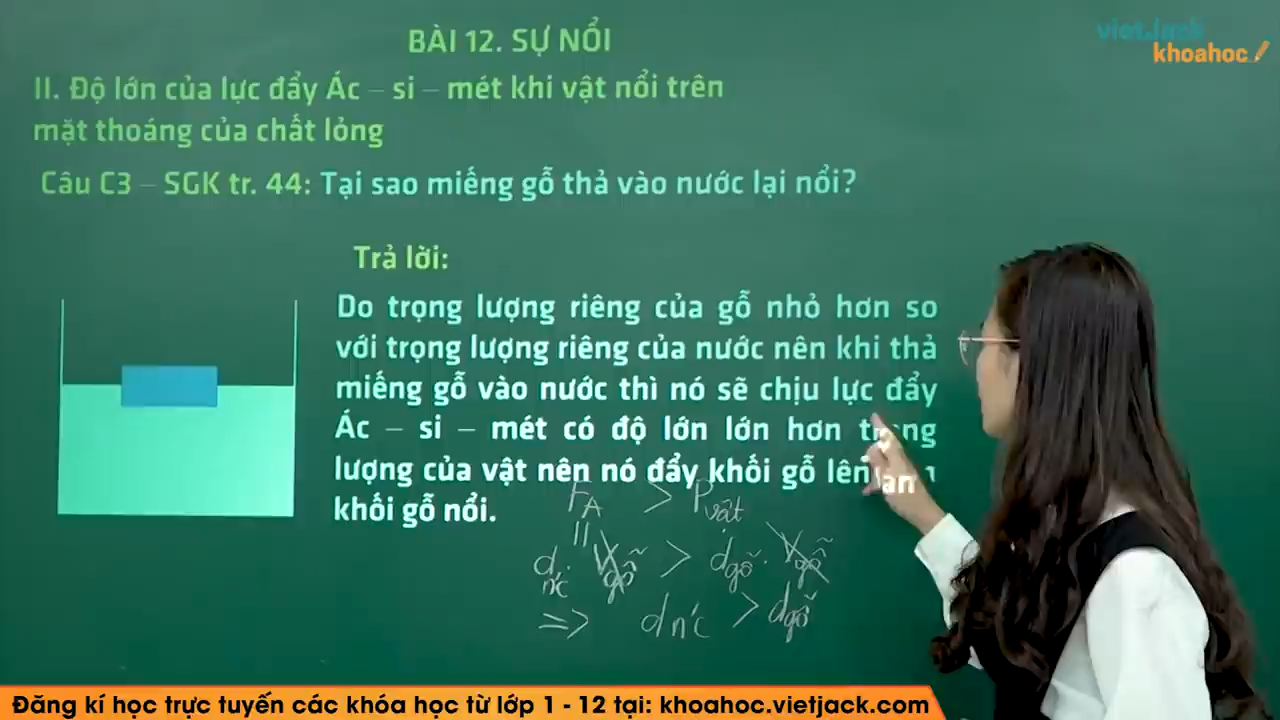 BÀI 12. SỰ NỔI
vietJack
khoahoc
II. Độ lớn của lực đẩy Ác – si – mét khi vật nổi trên
mặt thoáng của chất lỏng
Câu C3 – SGK tr. 44: Tại sao miếng gỗ thả vào nước lại nổi?
Trả lời:
Do trọng lượng riêng của gỗ nhỏ hơn so
với trọng lượng riêng của nước nên khi thả
miếng gỗ vào nước thì nó sẽ chịu lực đẩy
Ác – si – mét có độ lớn lớn hơn trọng
lượng của vật nên nó đẩy khối gỗ lên
khối gỗ nổi.
F_A > P_vật
||
d_n'c . V_gỗ > d_gỗ . V_gỗ
=> d_n'c > d_gỗ
Đăng kí học trực tuyến các khóa học từ lớp 1 - 12 tại: khoahoc.vietjack.com